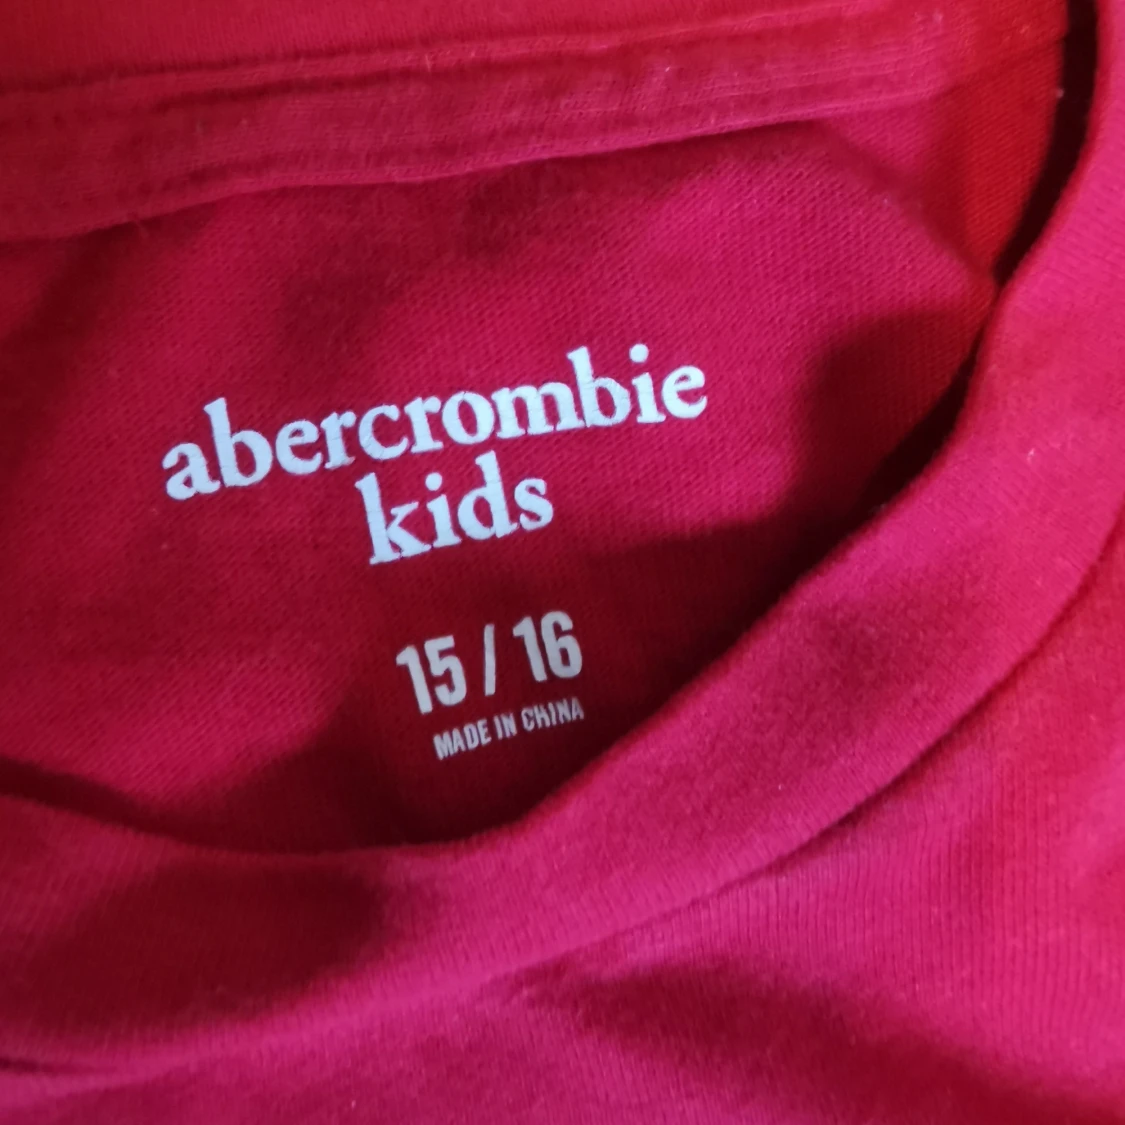 abercrombie
kids
15 / 16
MADE IN CHINA